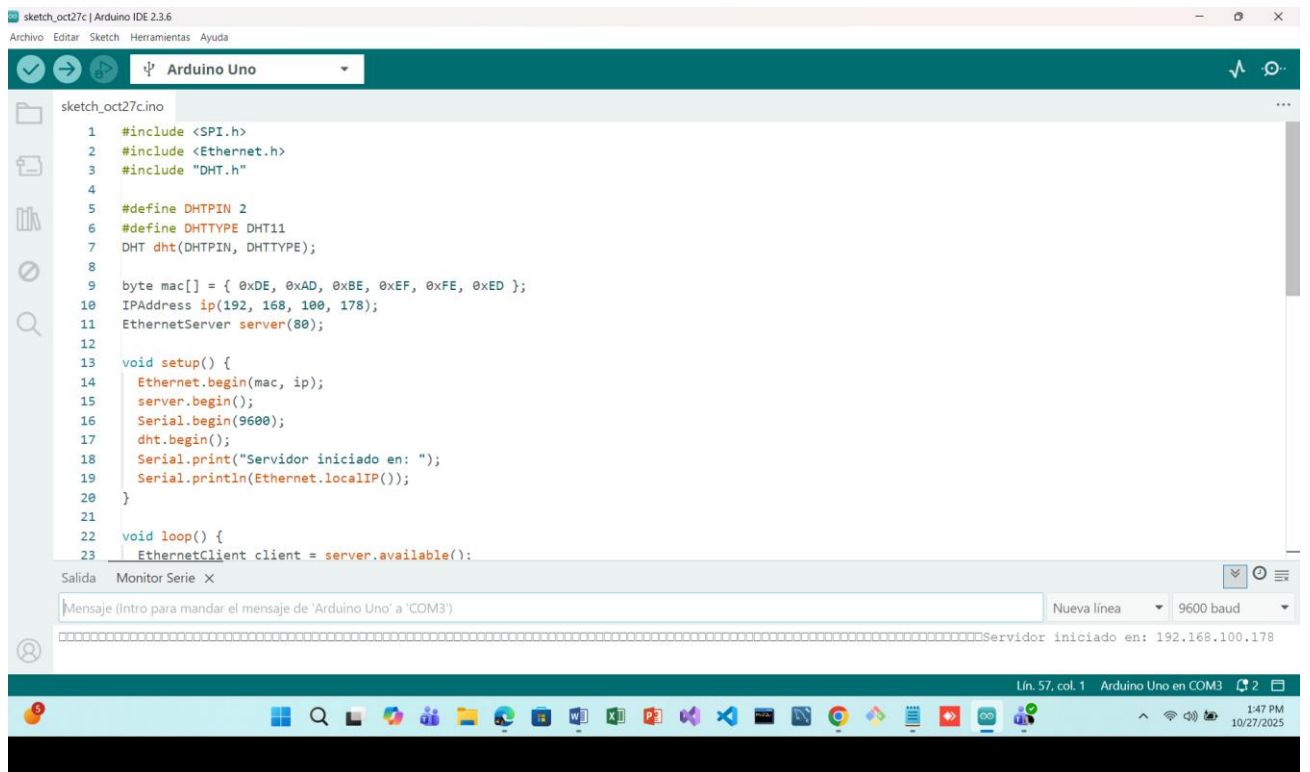 sketch_oct27c | Arduino IDE 2.3.6
Archivo Editar Sketch Herramientas Ayuda
Arduino Uno
sketch_oct27c.ino
1 #include <SPI.h>
2 #include <Ethernet.h>
3 #include "DHT.h"
4
5 #define DHTPIN 2
6 #define DHTTYPE DHT11
7 DHT dht(DHTPIN, DHTTYPE);
8
9 byte mac[] = { 0xDE, 0xAD, 0xBE, 0xEF, 0xFE, 0xED };
10 IPAddress ip(192, 168, 100, 178);
11 EthernetServer server(80);
12
13 void setup() {
14 Ethernet.begin(mac, ip);
15 server.begin();
16 Serial.begin(9600);
17 dht.begin();
18 Serial.print("Servidor iniciado en: ");
19 Serial.println(Ethernet.localIP());
20 }
21
22 void loop() {
23 EthernetClient client = server.available();
Salida Monitor Serie
Mensaje (Intro para mandar el mensaje de 'Arduino Uno' a 'COM3')
Nueva línea 9600 baud
Servidor iniciado en: 192.168.100.178
Lín. 57, col. 1 Arduino Uno en COM3 2
5
1:47 PM
10/27/2025